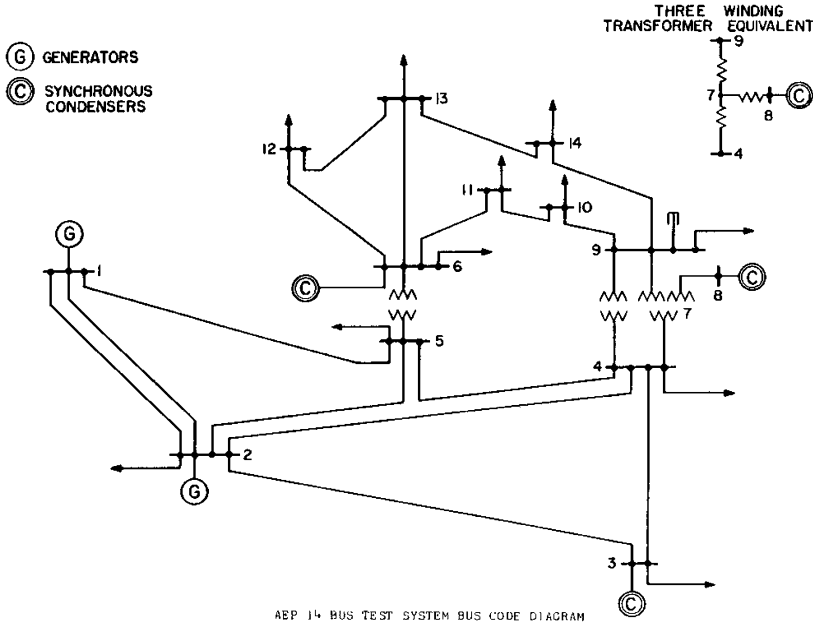 THREE WINDING
TRANSFORMER EQUIVALENT
9
7
C
8
4
G GENERATORS
C SYNCHRONOUS
CONDENSERS
13
12
14
11
10
G
1
6
9
C
8
C
7
5
4
2
G
3
C
AEP 14 BUS TEST SYSTEM BUS CODE DIAGRAM